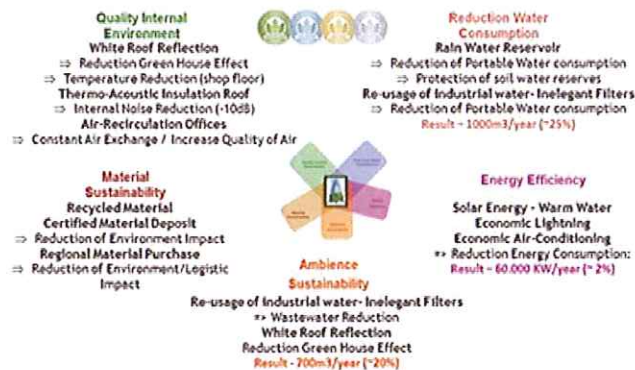 Quality Internal
Environment
White Roof Reflection
⇒ Reduction Green House Effect
⇒ Temperature Reduction (shop floor)
Thermo-Acoustic Insulation Roof
⇒ Internal Noise Reduction (-10dB)
Air-Recirculation Offices
⇒ Constant Air Exchange / Increase Quality of Air
Reduction Water
Consumption
Rain Water Reservoir
⇒ Reduction of Portable Water consumption
⇒ Protection of soil water reserves
Re-usage of Industrial water- Inelegant Filters
⇒ Reduction of Portable Water consumption
Result ~ 1000m3/year (~25%)
Material
Sustainability
Recycled Material
Certified Material Deposit
⇒ Reduction of Environment Impact
Regional Material Purchase
⇒ Reduction of Environment/Logistic
Impact
Energy Efficiency
Solar Energy - Warm Water
Economic Lightning
Economic Air-Conditioning
=> Reduction Energy Consumption:
Result ~ 60.000 KW/year (~ 2%)
Ambience
Sustainability
Re-usage of Industrial water- Inelegant Filters
=> Wastewater Reduction
White Roof Reflection
Reduction Green House Effect
Result - 700m3/year (~20%)